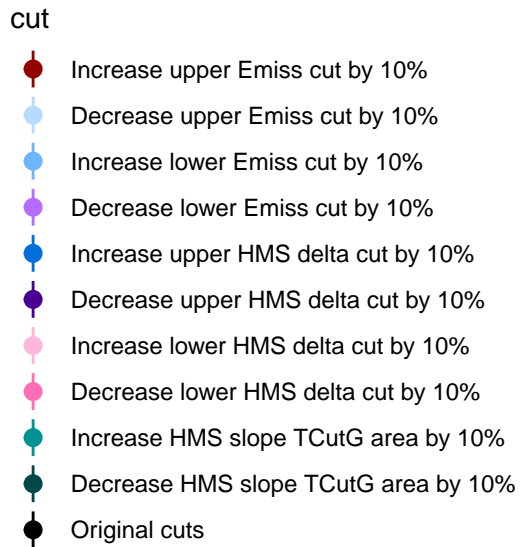 cut
Increase upper Emiss cut by 10%
Decrease upper Emiss cut by 10%
Increase lower Emiss cut by 10%
Decrease lower Emiss cut by 10%
Increase upper HMS delta cut by 10%
Decrease upper HMS delta cut by 10%
Increase lower HMS delta cut by 10%
Decrease lower HMS delta cut by 10%
Increase HMS slope TCutG area by 10%
Decrease HMS slope TCutG area by 10%
Original cuts